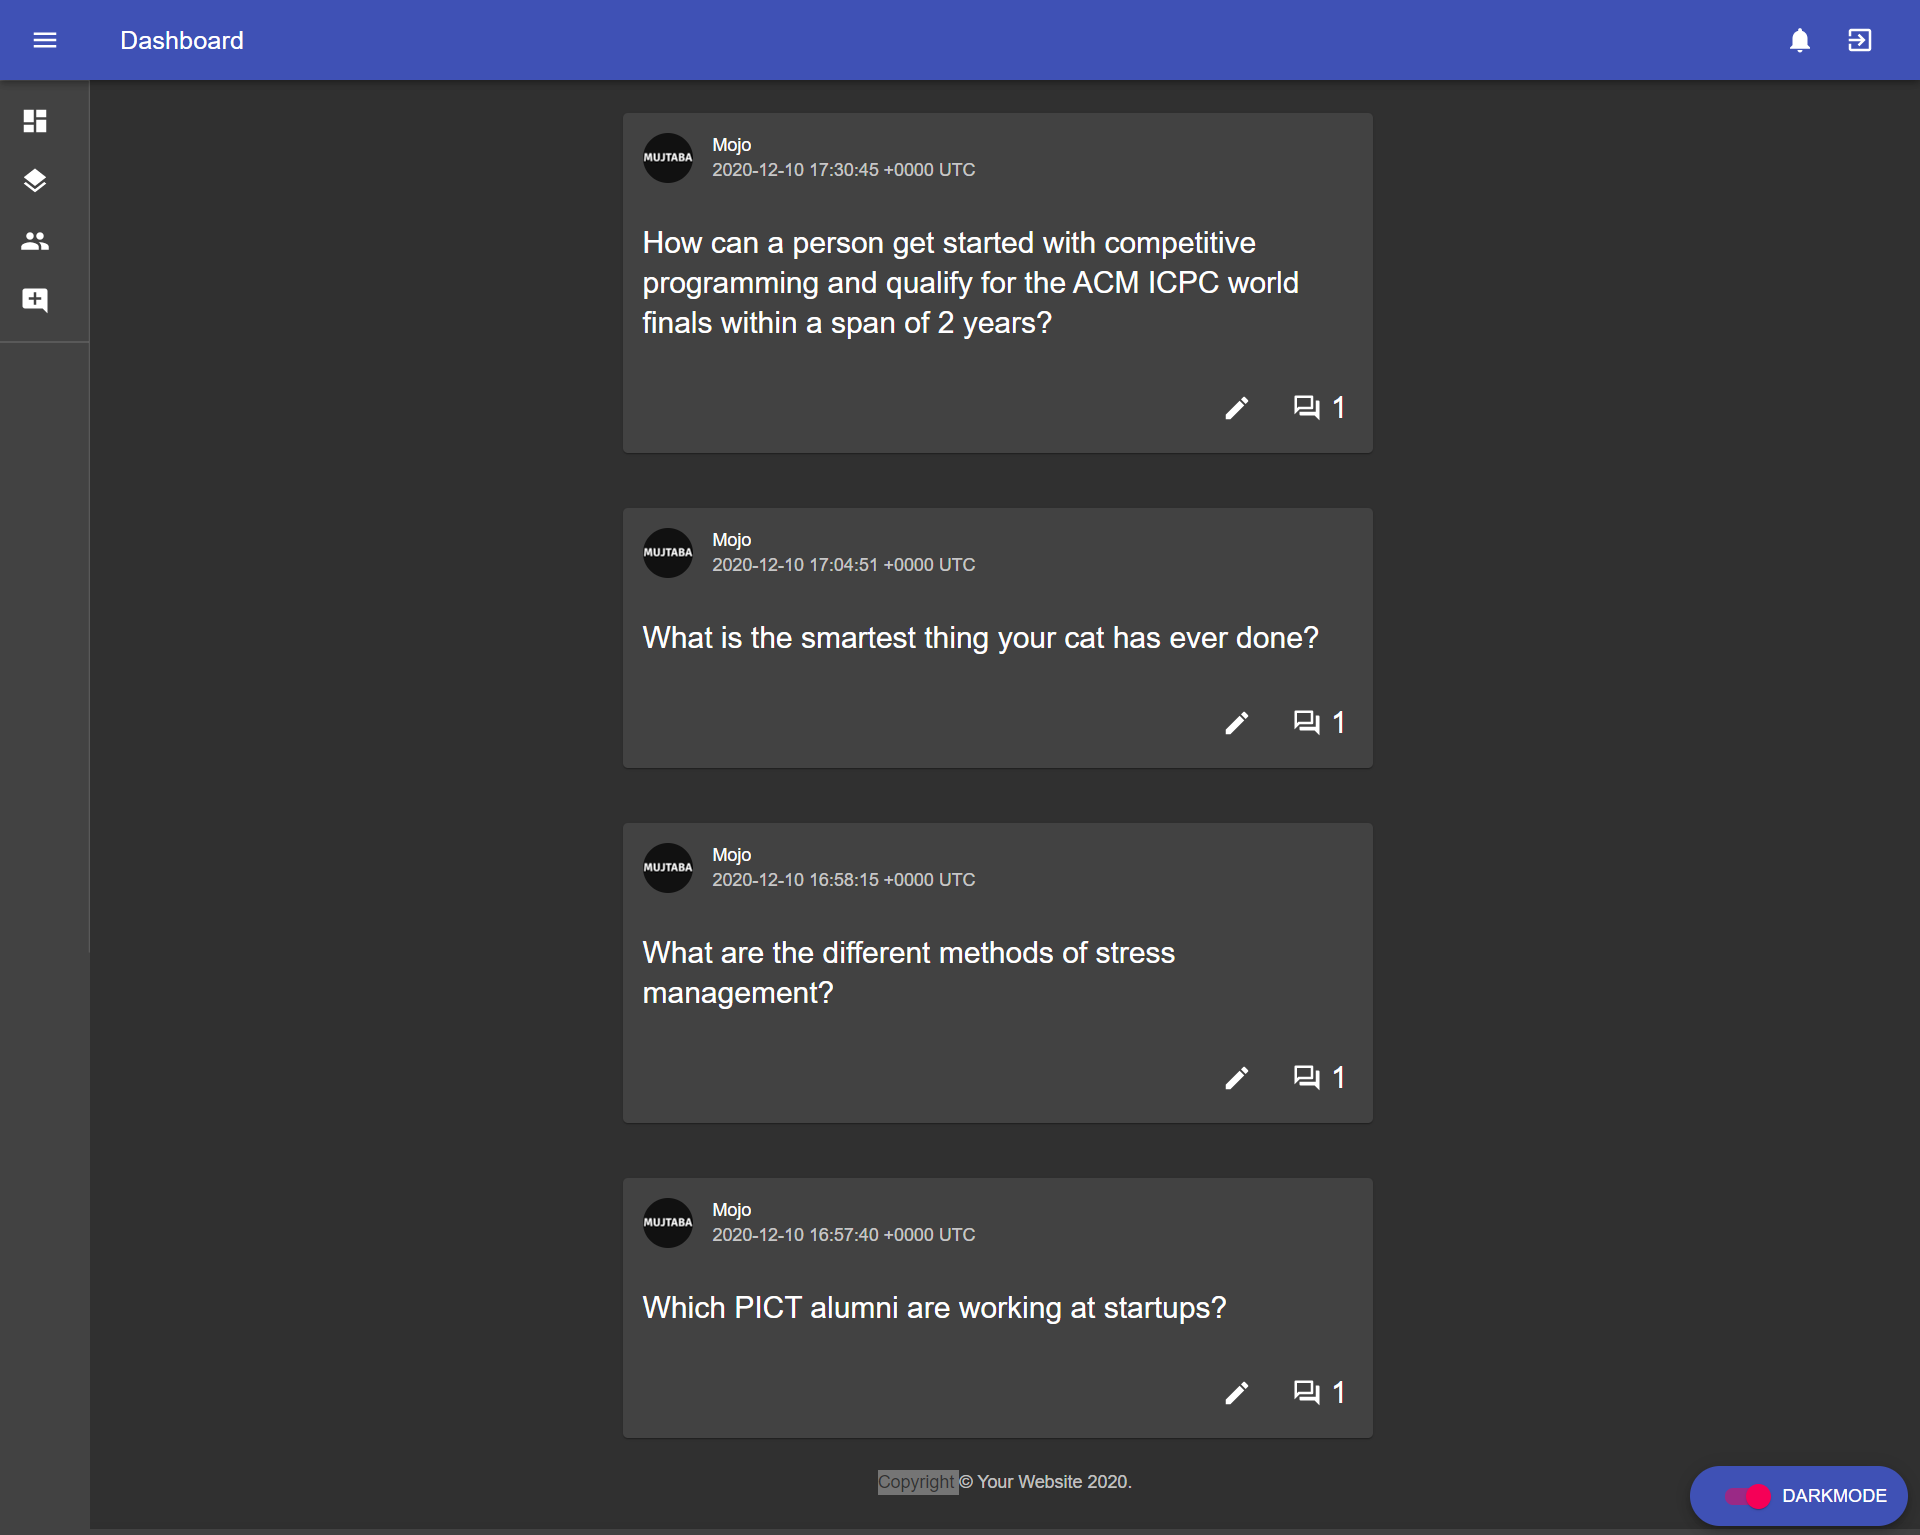 Dashboard
MUJTABA
Mojo
2020-12-10 17:30:45 +0000 UTC
How can a person get started with competitive
programming and qualify for the ACM ICPC world
finals within a span of 2 years?
1
MUJTABA
Mojo
2020-12-10 17:04:51 +0000 UTC
What is the smartest thing your cat has ever done?
1
MUJTABA
Mojo
2020-12-10 16:58:15 +0000 UTC
What are the different methods of stress
management?
1
MUJTABA
Mojo
2020-12-10 16:57:40 +0000 UTC
Which PICT alumni are working at startups?
1
Copyright © Your Website 2020.
DARKMODE